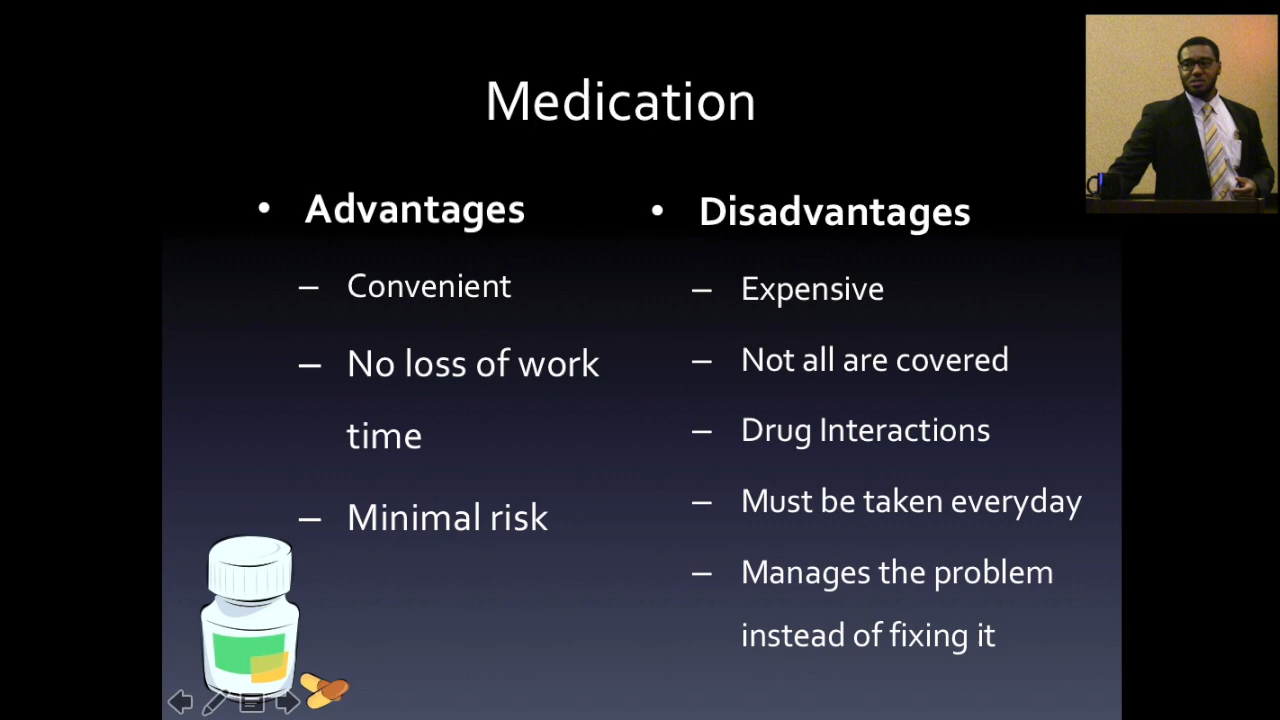 Medication
• Advantages
– Convenient
– No loss of work
time
– Minimal risk
• Disadvantages
– Expensive
– Not all are covered
– Drug Interactions
– Must be taken everyday
– Manages the problem
instead of fixing it